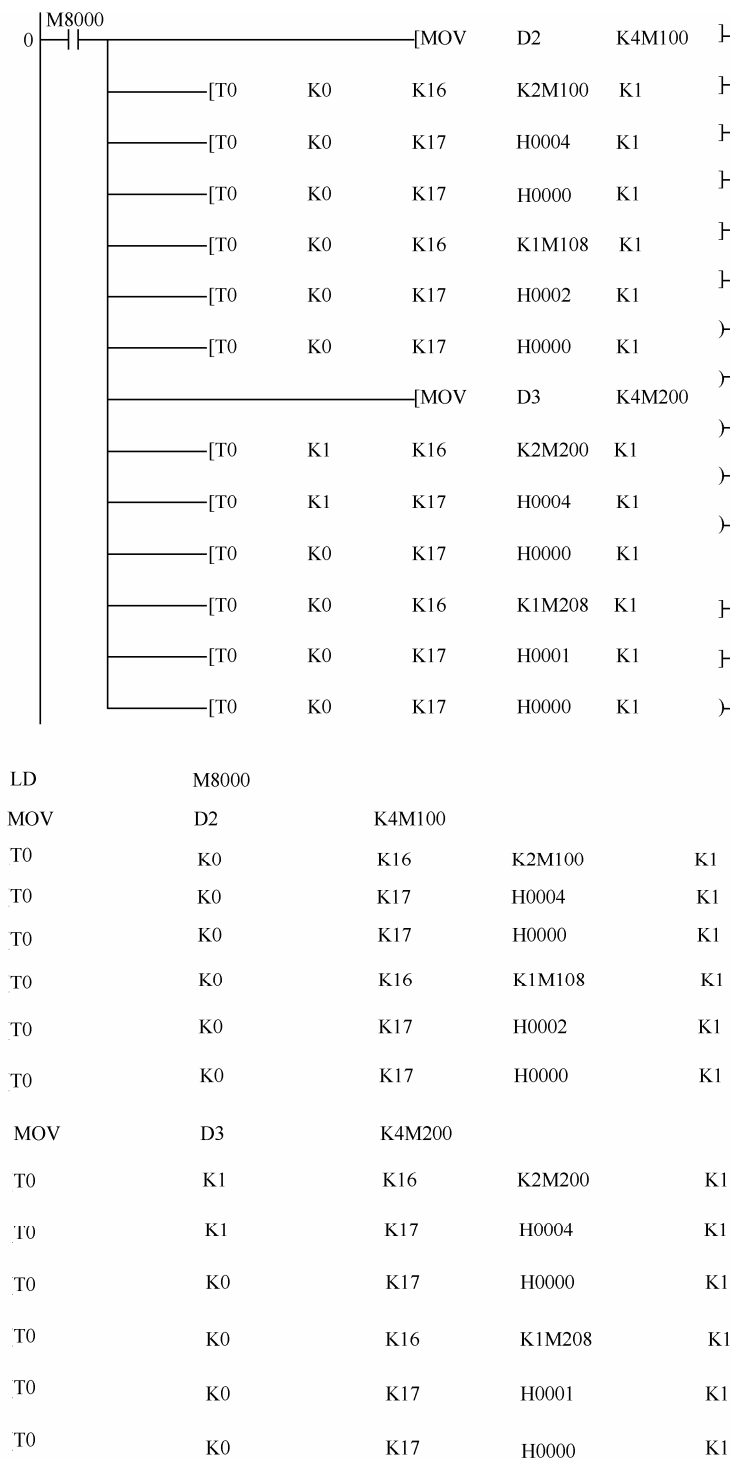 M8000
0 [MOV D2 K4M100 ]
[T0 K0 K16 K2M100 K1 ]
[T0 K0 K17 H0004 K1 ]
[T0 K0 K17 H0000 K1 ]
[T0 K0 K16 K1M108 K1 ]
[T0 K0 K17 H0002 K1 ]
[T0 K0 K17 H0000 K1 )
[MOV D3 K4M200 )
[T0 K1 K16 K2M200 K1 )
[T0 K1 K17 H0004 K1 )
[T0 K0 K17 H0000 K1 )
[T0 K0 K16 K1M208 K1 ]
[T0 K0 K17 H0001 K1 ]
[T0 K0 K17 H0000 K1 )
LD M8000
MOV D2 K4M100
T0 K0 K16 K2M100 K1
T0 K0 K17 H0004 K1
T0 K0 K17 H0000 K1
T0 K0 K16 K1M108 K1
T0 K0 K17 H0002 K1
T0 K0 K17 H0000 K1
MOV D3 K4M200
T0 K1 K16 K2M200 K1
T0 K1 K17 H0004 K1
T0 K0 K17 H0000 K1
T0 K0 K16 K1M208 K1
T0 K0 K17 H0001 K1
T0 K0 K17 H0000 K1